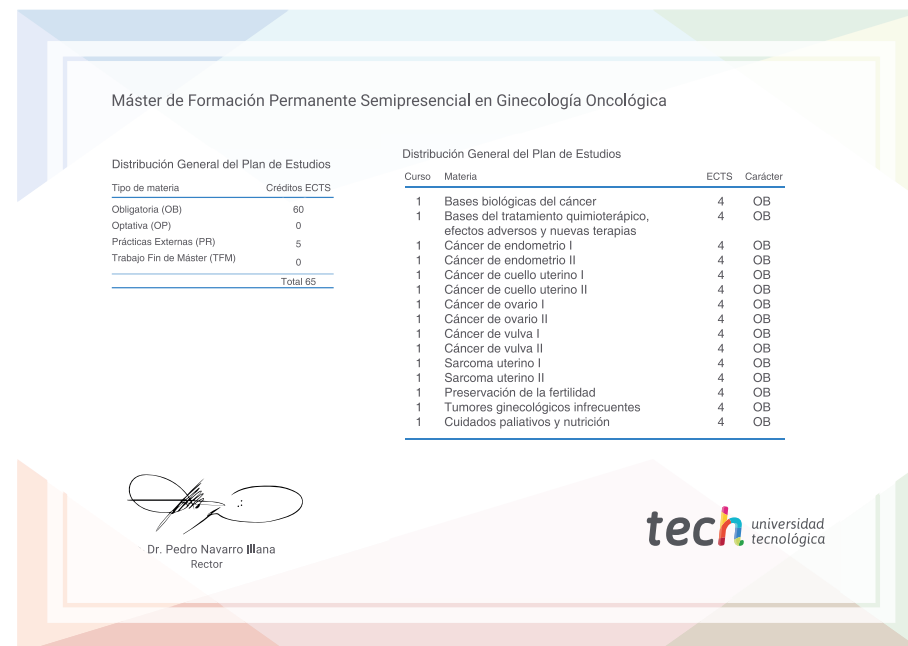 Máster de Formación Permanente Semipresencial en Ginecología Oncológica
Distribución General del Plan de Estudios
Tipo de materia Créditos ECTS
Obligatoria (OB) 60
Optativa (OP) 0
Prácticas Externas (PR) 5
Trabajo Fin de Máster (TFM) 0
Total 65
Distribución General del Plan de Estudios
Curso Materia ECTS Carácter
1 Bases biológicas del cáncer 4 OB
1 Bases del tratamiento quimioterápico, 4 OB
efectos adversos y nuevas terapias
1 Cáncer de endometrio I 4 OB
1 Cáncer de endometrio II 4 OB
1 Cáncer de cuello uterino I 4 OB
1 Cáncer de cuello uterino II 4 OB
1 Cáncer de ovario I 4 OB
1 Cáncer de ovario II 4 OB
1 Cáncer de vulva I 4 OB
1 Cáncer de vulva II 4 OB
1 Sarcoma uterino I 4 OB
1 Sarcoma uterino II 4 OB
1 Preservación de la fertilidad 4 OB
1 Tumores ginecológicos infrecuentes 4 OB
1 Cuidados paliativos y nutrición 4 OB
Dr. Pedro Navarro Illana
Rector
tech universidad
tecnológica